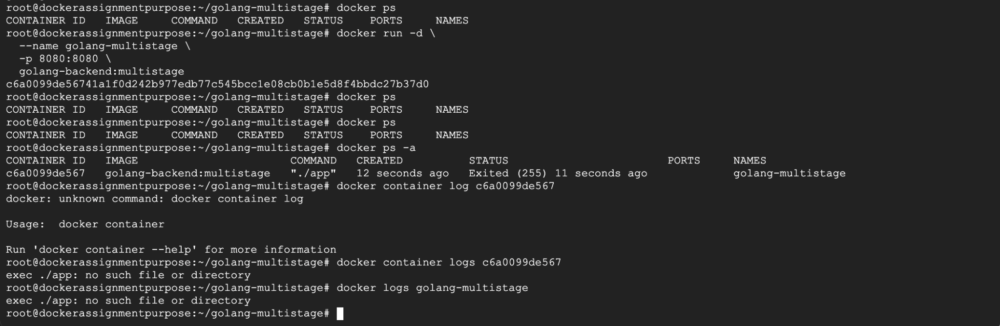 root@dockerassignmentpurpose:~/golang-multistage# docker ps
CONTAINER ID   IMAGE     COMMAND   CREATED   STATUS    PORTS     NAMES
root@dockerassignmentpurpose:~/golang-multistage# docker run -d \
  --name golang-multistage \
  -p 8080:8080 \
  golang-backend:multistage
c6a0099de56741a1f0d242b977edb77c545bcc1e08cb0b1e5d8f4bbdc27b37d0
root@dockerassignmentpurpose:~/golang-multistage# docker ps
CONTAINER ID   IMAGE     COMMAND   CREATED   STATUS    PORTS     NAMES
root@dockerassignmentpurpose:~/golang-multistage# docker ps
CONTAINER ID   IMAGE     COMMAND   CREATED   STATUS    PORTS     NAMES
root@dockerassignmentpurpose:~/golang-multistage# docker ps -a
CONTAINER ID   IMAGE                       COMMAND   CREATED          STATUS                        PORTS     NAMES
c6a0099de567   golang-backend:multistage   "./app"   12 seconds ago   Exited (255) 11 seconds ago             golang-multistage
root@dockerassignmentpurpose:~/golang-multistage# docker container log c6a0099de567
docker: unknown command: docker container log

Usage:  docker container

Run 'docker container --help' for more information
root@dockerassignmentpurpose:~/golang-multistage# docker container logs c6a0099de567
exec ./app: no such file or directory
root@dockerassignmentpurpose:~/golang-multistage# docker logs golang-multistage
exec ./app: no such file or directory
root@dockerassignmentpurpose:~/golang-multistage#